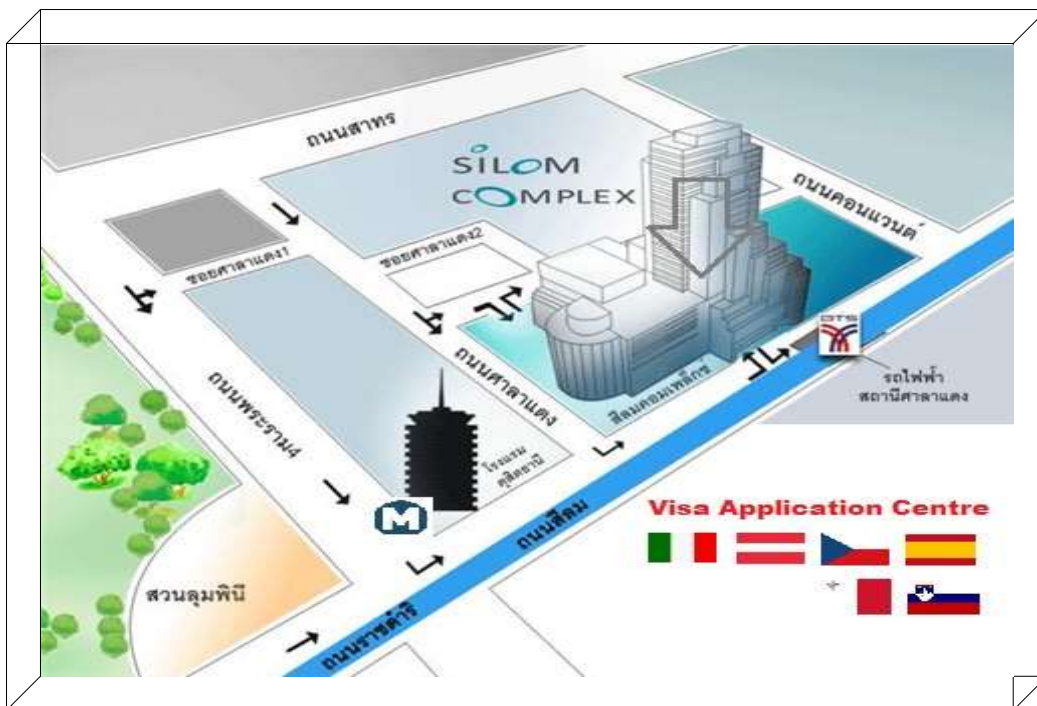 ถนนสาทร
SILOM
COMPLEX
ถนนคอนแวนต์
ซอยศาลาแดง1
ซอยศาลาแดง2
BTS
รถไฟฟ้า
สถานีศาลาแดง
ถนนศาลาแดง
สีลมคอมเพล็กซ
ถนนพระราม4
โรงแรม
ดุสิตธานี
M
ถนนสีลม
Visa Application Centre
สวนลุมพินี
ถนนราชดำริ